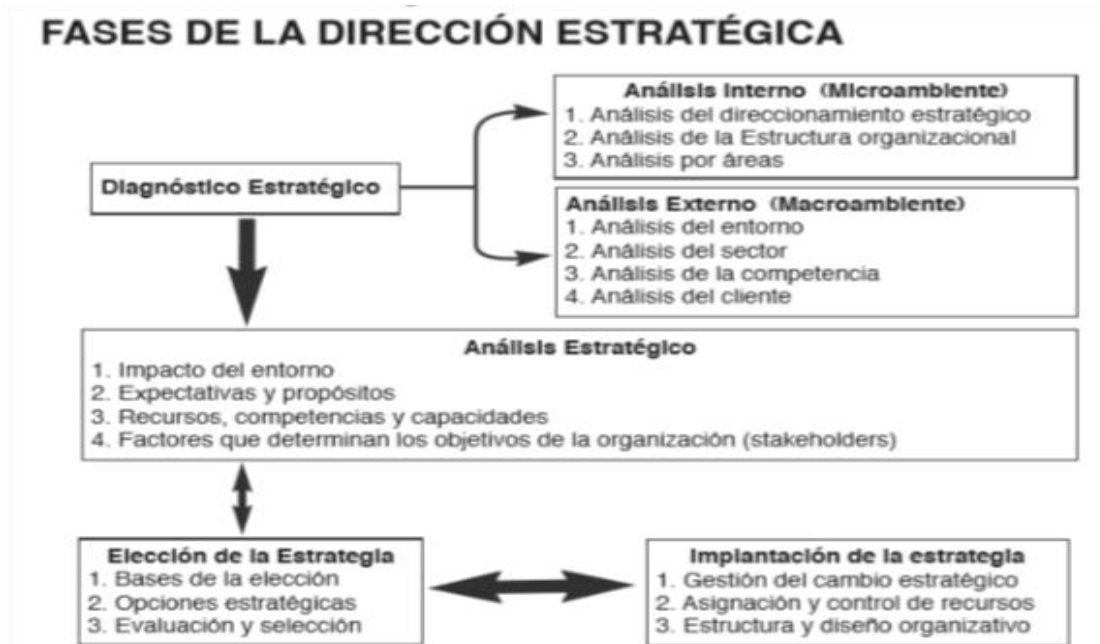 FASES DE LA DIRECCIÓN ESTRATÉGICA
Análisis Interno (Microambiente)
1. Análisis del direccionamiento estratégico
2. Análisis de la Estructura organizacional
3. Análisis por áreas
Diagnóstico Estratégico
Análisis Externo (Macroambiente)
1. Análisis del entorno
2. Análisis del sector
3. Análisis de la competencia
4. Análisis del cliente
Análisis Estratégico
1. Impacto del entorno
2. Expectativas y propósitos
3. Recursos, competencias y capacidades
4. Factores que determinan los objetivos de la organización (stakeholders)
Elección de la Estrategia
1. Bases de la elección
2. Opciones estratégicas
3. Evaluación y selección
Implantación de la estrategia
1. Gestión del cambio estratégico
2. Asignación y control de recursos
3. Estructura y diseño organizativo